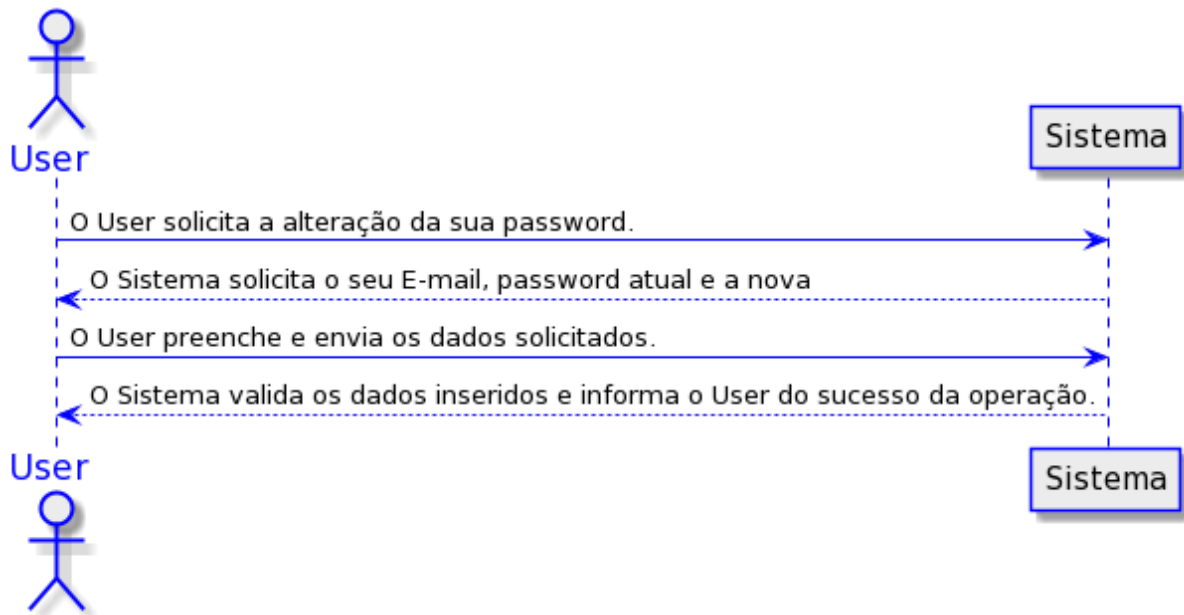 User
Sistema
O User solicita a alteração da sua password.
O Sistema solicita o seu E-mail, password atual e a nova
O User preenche e envia os dados solicitados.
O Sistema valida os dados inseridos e informa o User do sucesso da operação.
User
Sistema